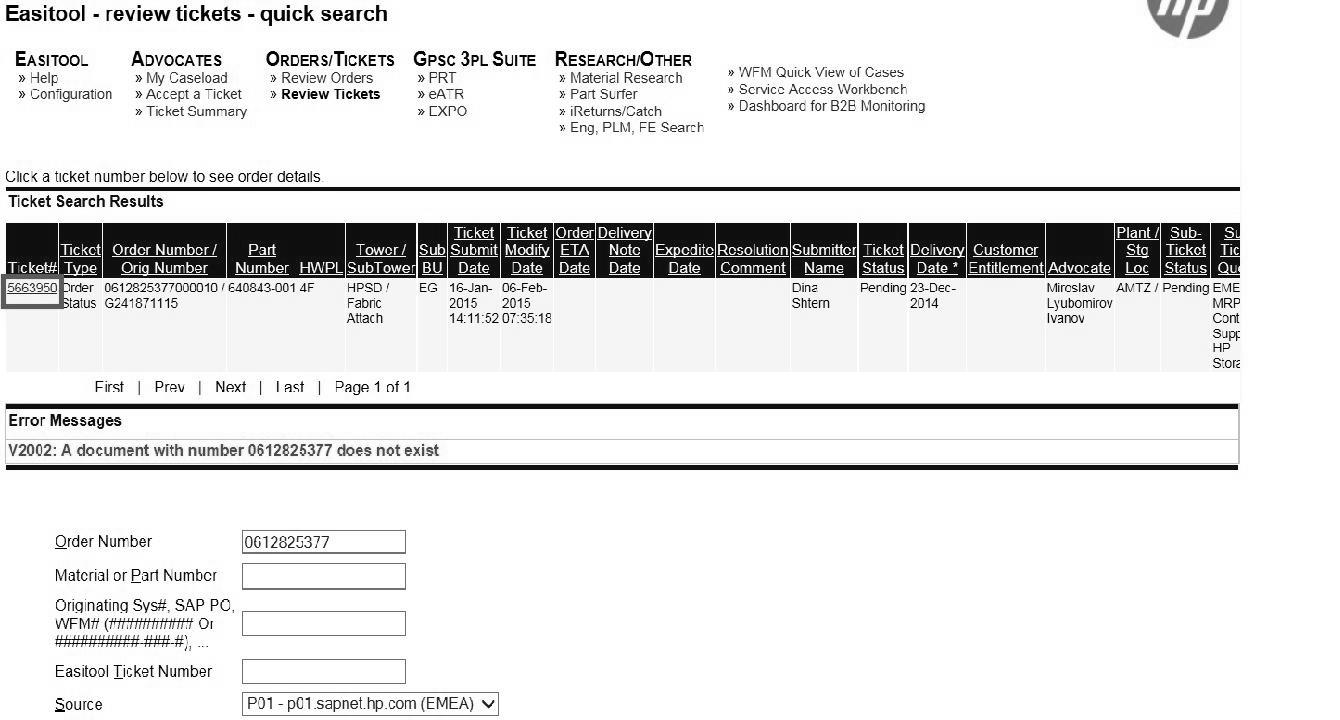 Easitool - review tickets - quick search
hp
EASITOOL
» Help
» Configuration
ADVOCATES
» My Caseload
» Accept a Ticket
» Ticket Summary
ORDERS/TICKETS
» Review Orders
» Review Tickets
GPSC 3PL SUITE
» PRT
» eATR
» EXPO
RESEARCH/OTHER
» Material Research
» Part Surfer
» iReturns/Catch
» Eng, PLM, FE Search
» WFM Quick View of Cases
» Service Access Workbench
» Dashboard for B2B Monitoring
Click a ticket number below to see order details.
Ticket Search Results
Ticket Ticket Order Delivery Plant / Sub- Su
Ticket Order Number / Part Tower / Sub Submit Modify ETA Note Expedite Resolution Submitter Ticket Delivery Customer Stg Ticket Tic
Ticket# Type Orig Number Number HWPL SubTower BU Date Date Date Date Date Comment Name Status Date * Entitlement Advocate Loc Status Qu
5663950 Order 0612825377000010 / 640843-001 4F HPSD / EG 16-Jan- 06-Feb- Dina Pending 23-Dec- Miroslav AMTZ / Pending EME
Status G241871115 Fabric 2015 2015 Shtern 2014 Lyubomirov MRP
Attach 14:11:52 07:35:18 Ivanov Cont
Supp
HP
Stora
First | Prev | Next | Last | Page 1 of 1
Error Messages
V2002: A document with number 0612825377 does not exist
Order Number 0612825377
Material or Part Number
Originating Sys#, SAP PO,
WFM# (########## Or
##########-###-#), ...
Easitool Ticket Number
Source P01 - p01.sapnet.hp.com (EMEA)